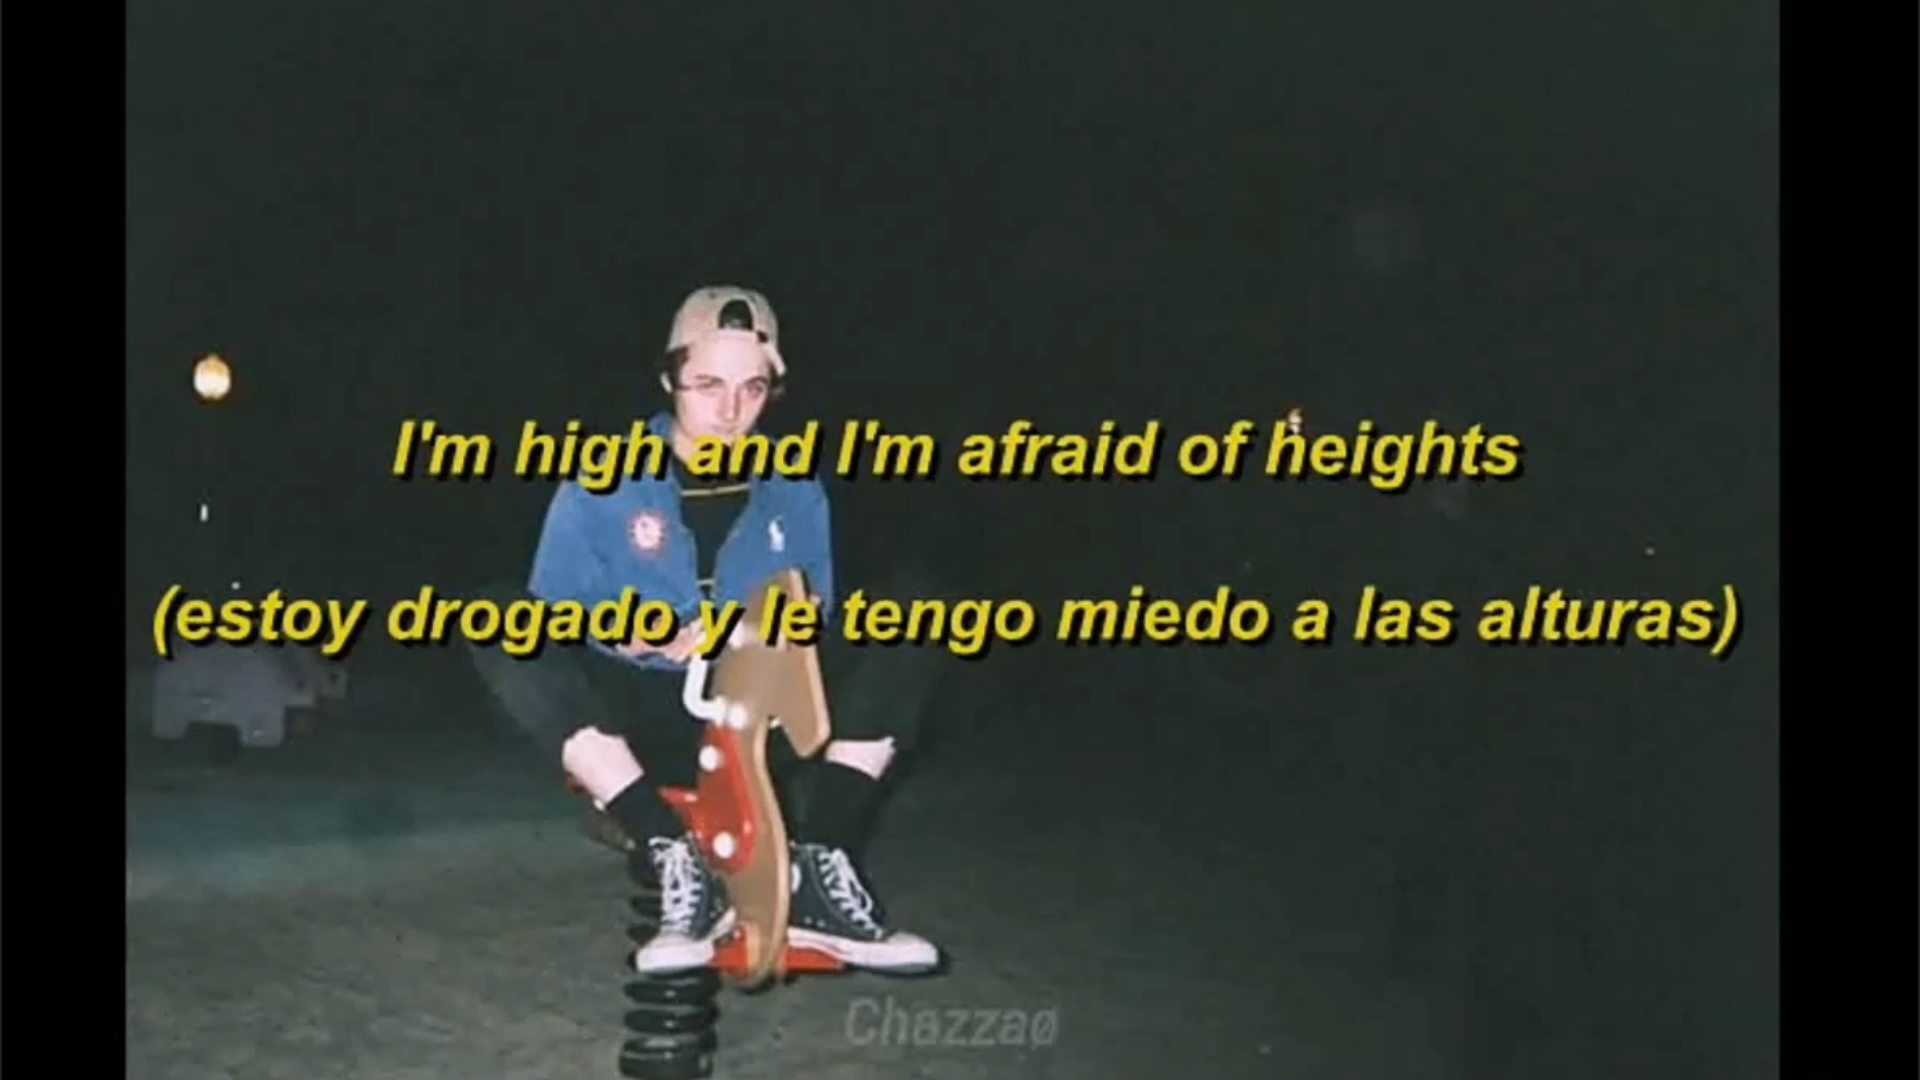 I'm high and I'm afraid of heights
(estoy drogado y le tengo miedo a las alturas)
Chazzaø